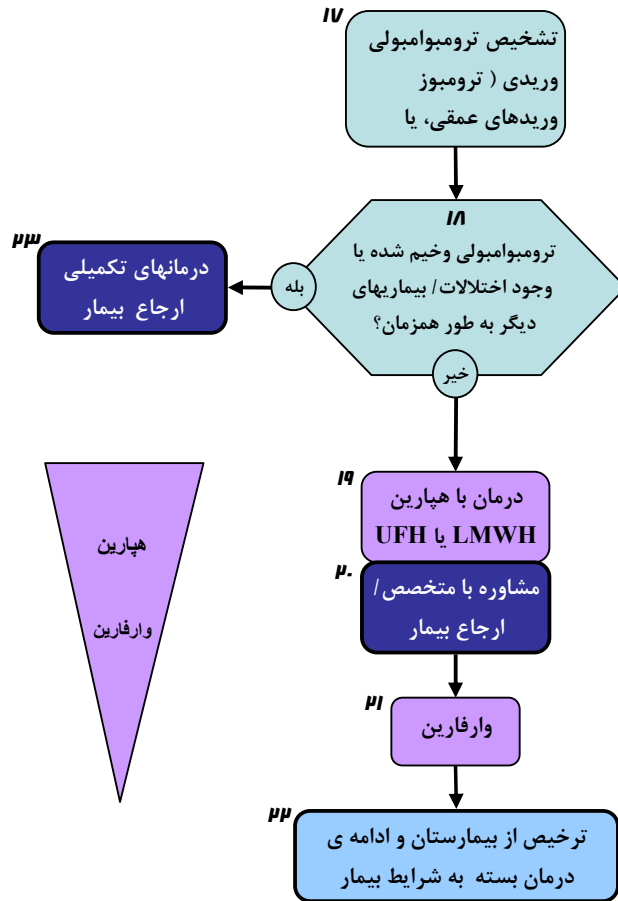 ۱۷
تشخیص ترومبوامبولی
وریدی ( ترومبوز
وریدهای عمقی، یا
۱۸
ترومبوامبولی وخیم شده یا
وجود اختلالات/ بیماریهای
دیگر به طور همزمان؟
بله
خیر
۲۳
درمانهای تکمیلی
ارجاع بیمار
۱۹
درمان با هپارین
LMWH یا UFH
۲۰
مشاوره با متخصص/
ارجاع بیمار
۲۱
وارفارین
۲۲
ترخیص از بیمارستان و ادامه ی
درمان بسته به شرایط بیمار
هپارین
وارفارین